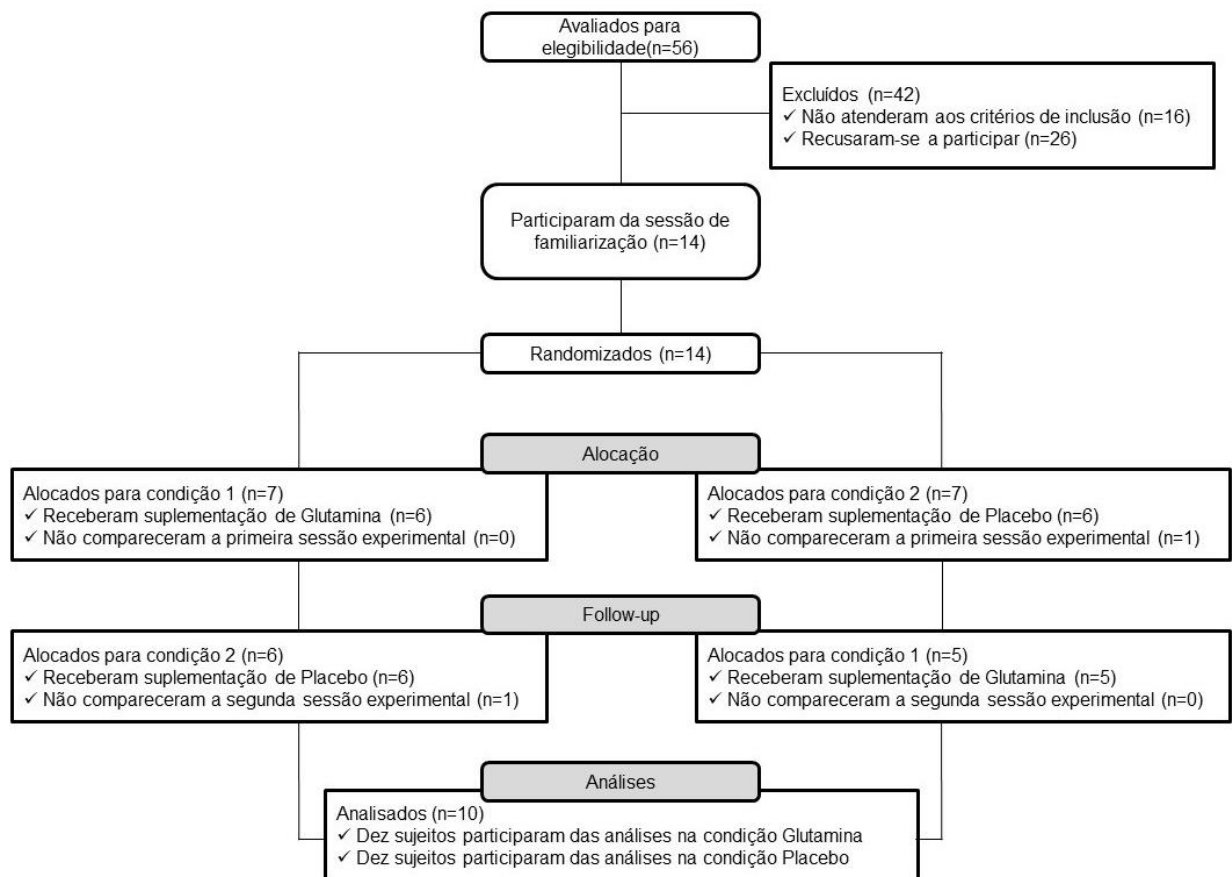 Avaliados para
elegibilidade(n=56)
Excluídos (n=42)
✓ Não atenderam aos critérios de inclusão (n=16)
✓ Recusaram-se a participar (n=26)
Participaram da sessão de
familiarização (n=14)
Randomizados (n=14)
Alocação
Alocados para condição 1 (n=7)
✓ Receberam suplementação de Glutamina (n=6)
✓ Não compareceram a primeira sessão experimental (n=0)
Alocados para condição 2 (n=7)
✓ Receberam suplementação de Placebo (n=6)
✓ Não compareceram a primeira sessão experimental (n=1)
Follow-up
Alocados para condição 2 (n=6)
✓ Receberam suplementação de Placebo (n=6)
✓ Não compareceram a segunda sessão experimental (n=1)
Alocados para condição 1 (n=5)
✓ Receberam suplementação de Glutamina (n=5)
✓ Não compareceram a segunda sessão experimental (n=0)
Análises
Analisados (n=10)
✓ Dez sujeitos participaram das análises na condição Glutamina
✓ Dez sujeitos participaram das análises na condição Placebo